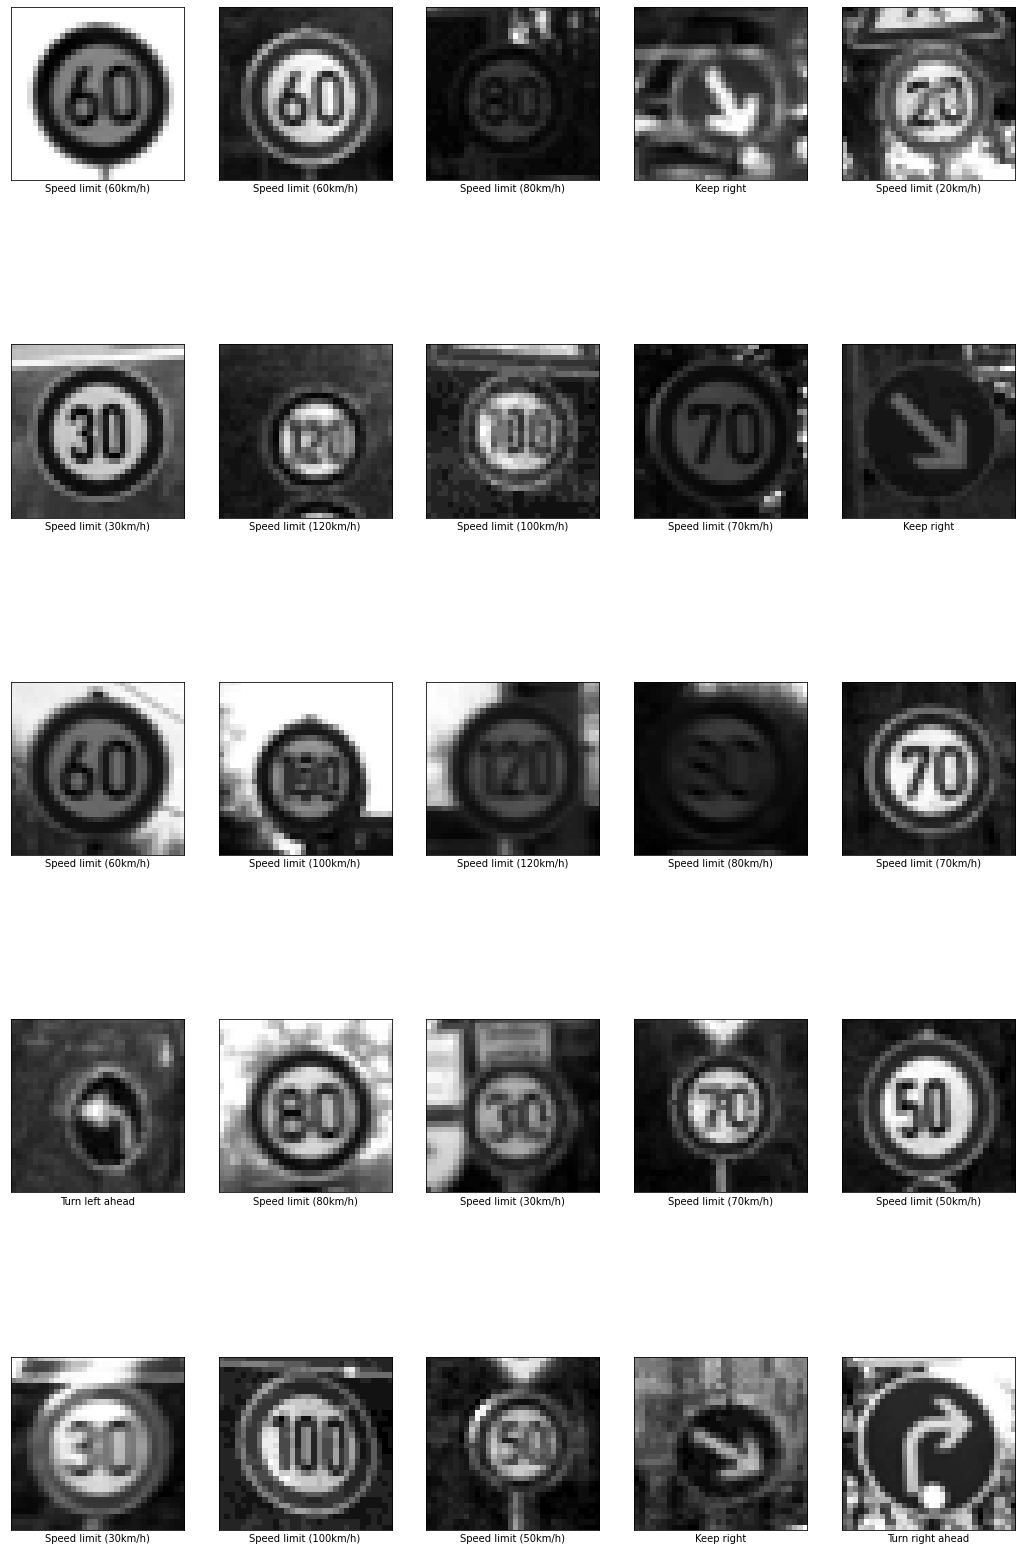 60 60 80 20
Speed limit (60km/h) Speed limit (60km/h) Speed limit (80km/h) Keep right Speed limit (20km/h)
30 120 100 70
Speed limit (30km/h) Speed limit (120km/h) Speed limit (100km/h) Speed limit (70km/h) Keep right
60 120 70
Speed limit (60km/h) Speed limit (100km/h) Speed limit (120km/h) Speed limit (80km/h) Speed limit (70km/h)
80 30 70 50
Turn left ahead Speed limit (80km/h) Speed limit (30km/h) Speed limit (70km/h) Speed limit (50km/h)
30 100 50
Speed limit (30km/h) Speed limit (100km/h) Speed limit (50km/h) Keep right Turn right ahead